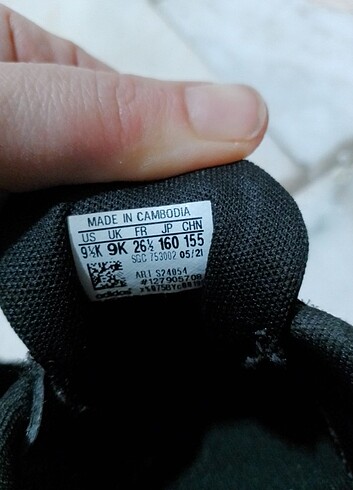 MADE IN CAMBODIA
US UK FR JP CHN
9½K 9K 26½ 160 155
SGC 753002 05/21
ART S24054
#127905708
adidas